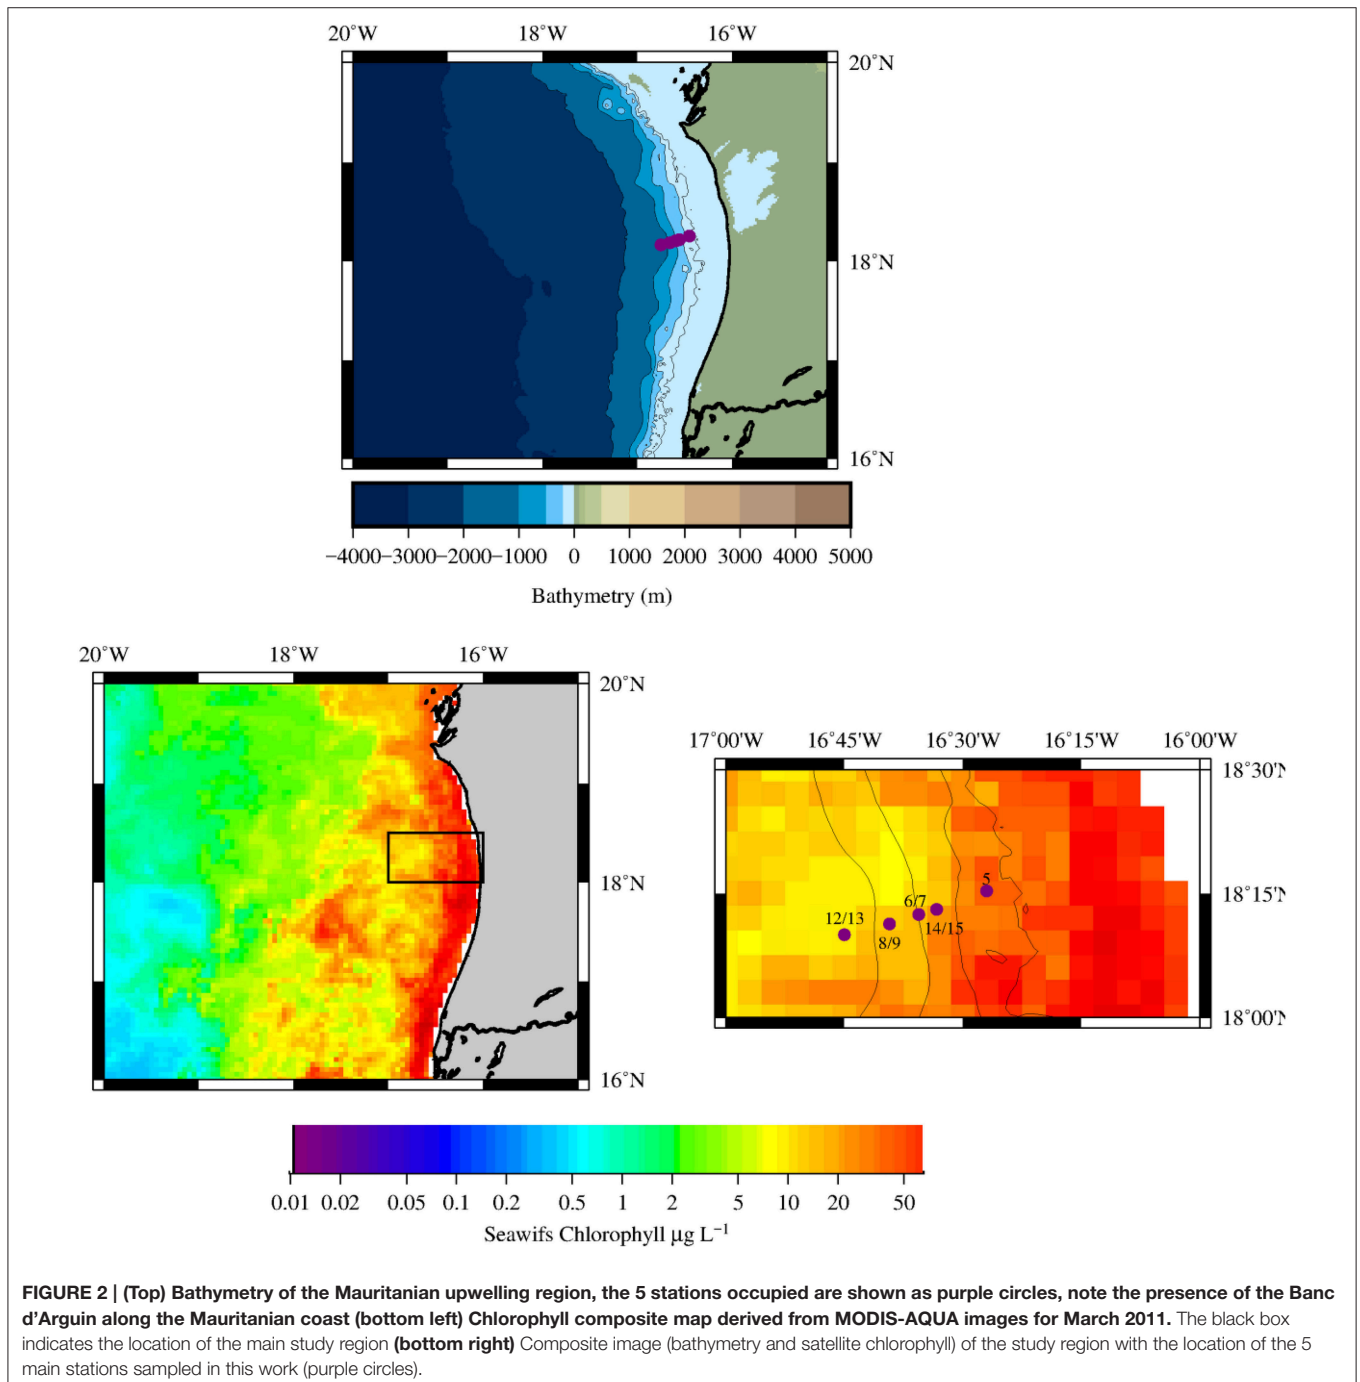 20°W 18°W 16°W
20°N
18°N
16°N
−4000−3000−2000−1000 0 1000 2000 3000 4000 5000
Bathymetry (m)
20°W 18°W 16°W
20°N
18°N
16°N
17°00'W 16°45'W 16°30'W 16°15'W 16°00'W
18°30'N
18°15'N
18°00'N
5
6/7
12/13
14/15
8/9
0.01 0.02 0.05 0.1 0.2 0.5 1 2 5 10 20 50
Seawifs Chlorophyll µg L⁻¹
FIGURE 2 | (Top) Bathymetry of the Mauritanian upwelling region, the 5 stations occupied are shown as purple circles, note the presence of the Banc
d'Arguin along the Mauritanian coast (bottom left) Chlorophyll composite map derived from MODIS-AQUA images for March 2011. The black box
indicates the location of the main study region (bottom right) Composite image (bathymetry and satellite chlorophyll) of the study region with the location of the 5
main stations sampled in this work (purple circles).